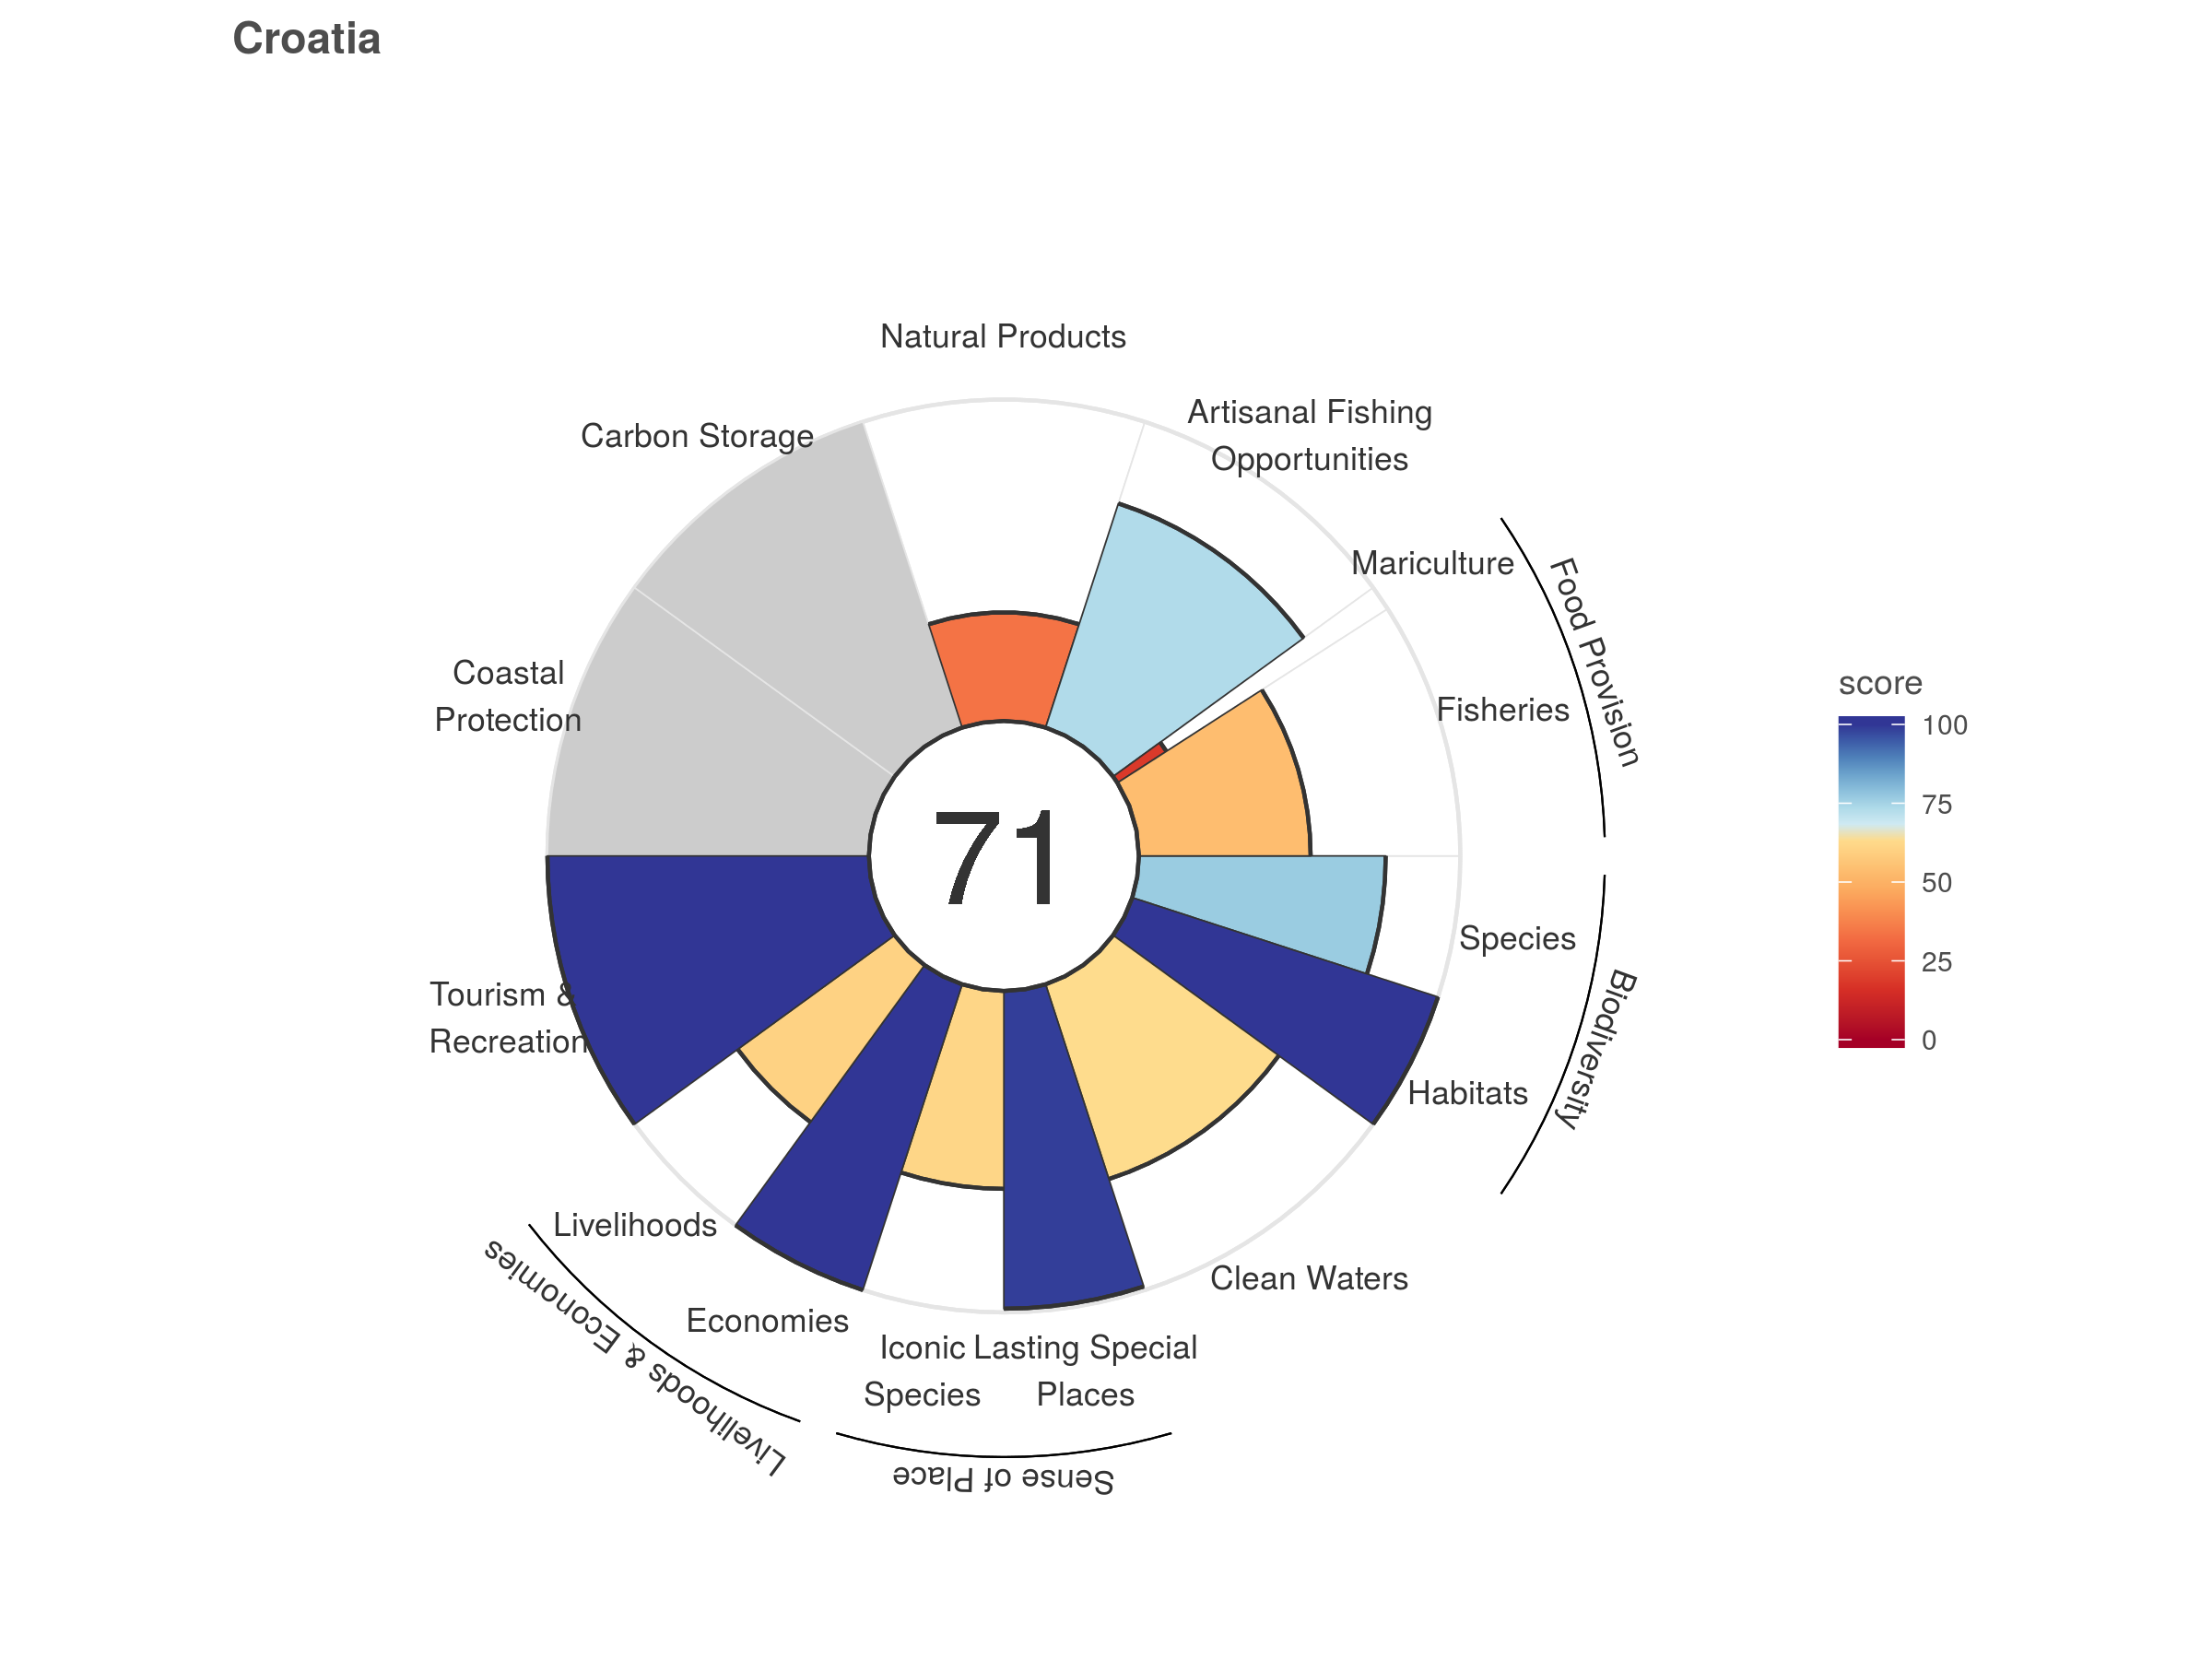 Croatia
Natural Products
Artisanal Fishing
Opportunities
Carbon Storage
Mariculture
Food Provision
Coastal
Protection
Fisheries
score
100
75
50
25
0
71
Species
Biodiversity
Tourism &
Recreation
Habitats
Livelihoods
Clean Waters
Economies
Livelihoods & Economies
Iconic
Species
Lasting Special
Places
Sense of Place